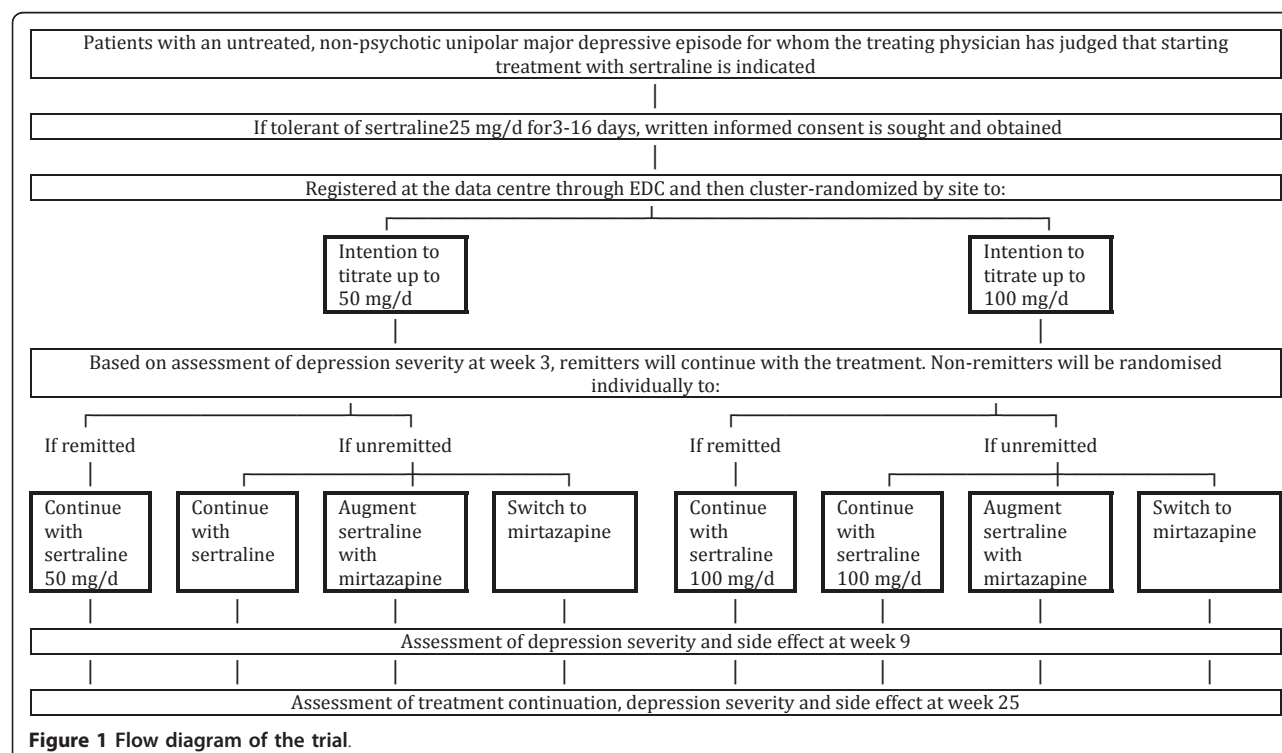 Patients with an untreated, non-psychotic unipolar major depressive episode for whom the treating physician has judged that starting
treatment with sertraline is indicated
If tolerant of sertraline25 mg/d for3-16 days, written informed consent is sought and obtained
Registered at the data centre through EDC and then cluster-randomized by site to:
Intention to
titrate up to
50 mg/d
Intention to
titrate up to
100 mg/d
Based on assessment of depression severity at week 3, remitters will continue with the treatment. Non-remitters will be randomised
individually to:
If remitted
If unremitted
If remitted
If unremitted
Continue
with
sertraline
50 mg/d
Continue
with
sertraline
Augment
sertraline
with
mirtazapine
Switch to
mirtazapine
Continue
with
sertraline
100 mg/d
Continue
with
sertraline
100 mg/d
Augment
sertraline
with
mirtazapine
Switch to
mirtazapine
Assessment of depression severity and side effect at week 9
Assessment of treatment continuation, depression severity and side effect at week 25
Figure 1 Flow diagram of the trial.